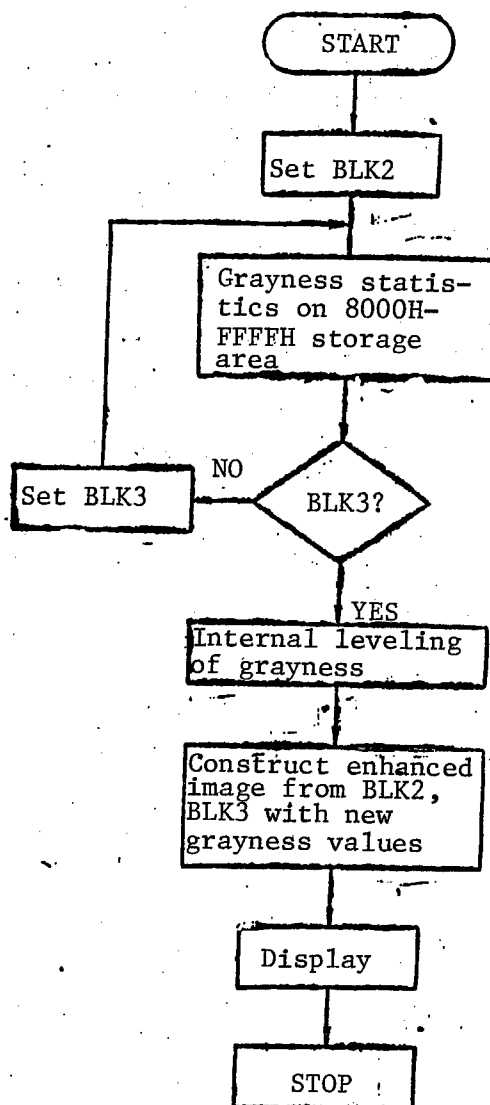 START
Set BLK2
Grayness statis-
tics on 8000H-
FFFFH storage
area
NO
Set BLK3
BLK3?
YES
Internal leveling
of grayness
Construct enhanced
image from BLK2,
BLK3 with new
grayness values
Display
STOP